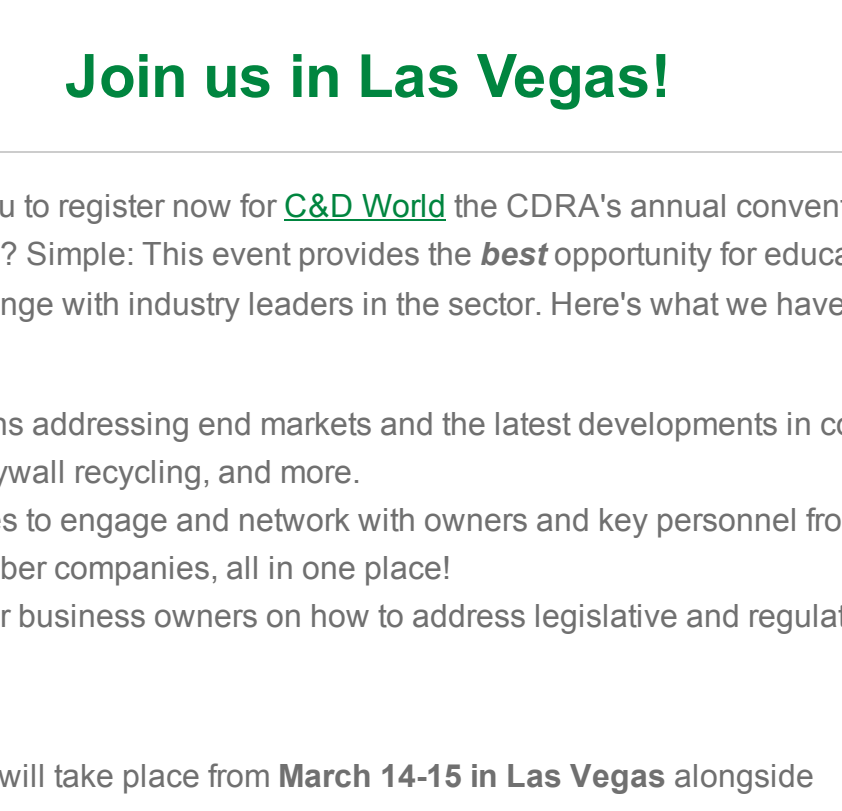 Join us in Las Vegas!
u to register now for C&D World the CDRA's annual convent
? Simple: This event provides the best opportunity for educa
nge with industry leaders in the sector. Here's what we have
ns addressing end markets and the latest developments in co
ywall recycling, and more.
es to engage and network with owners and key personnel fro
ber companies, all in one place!
r business owners on how to address legislative and regulat
will take place from March 14-15 in Las Vegas alongside